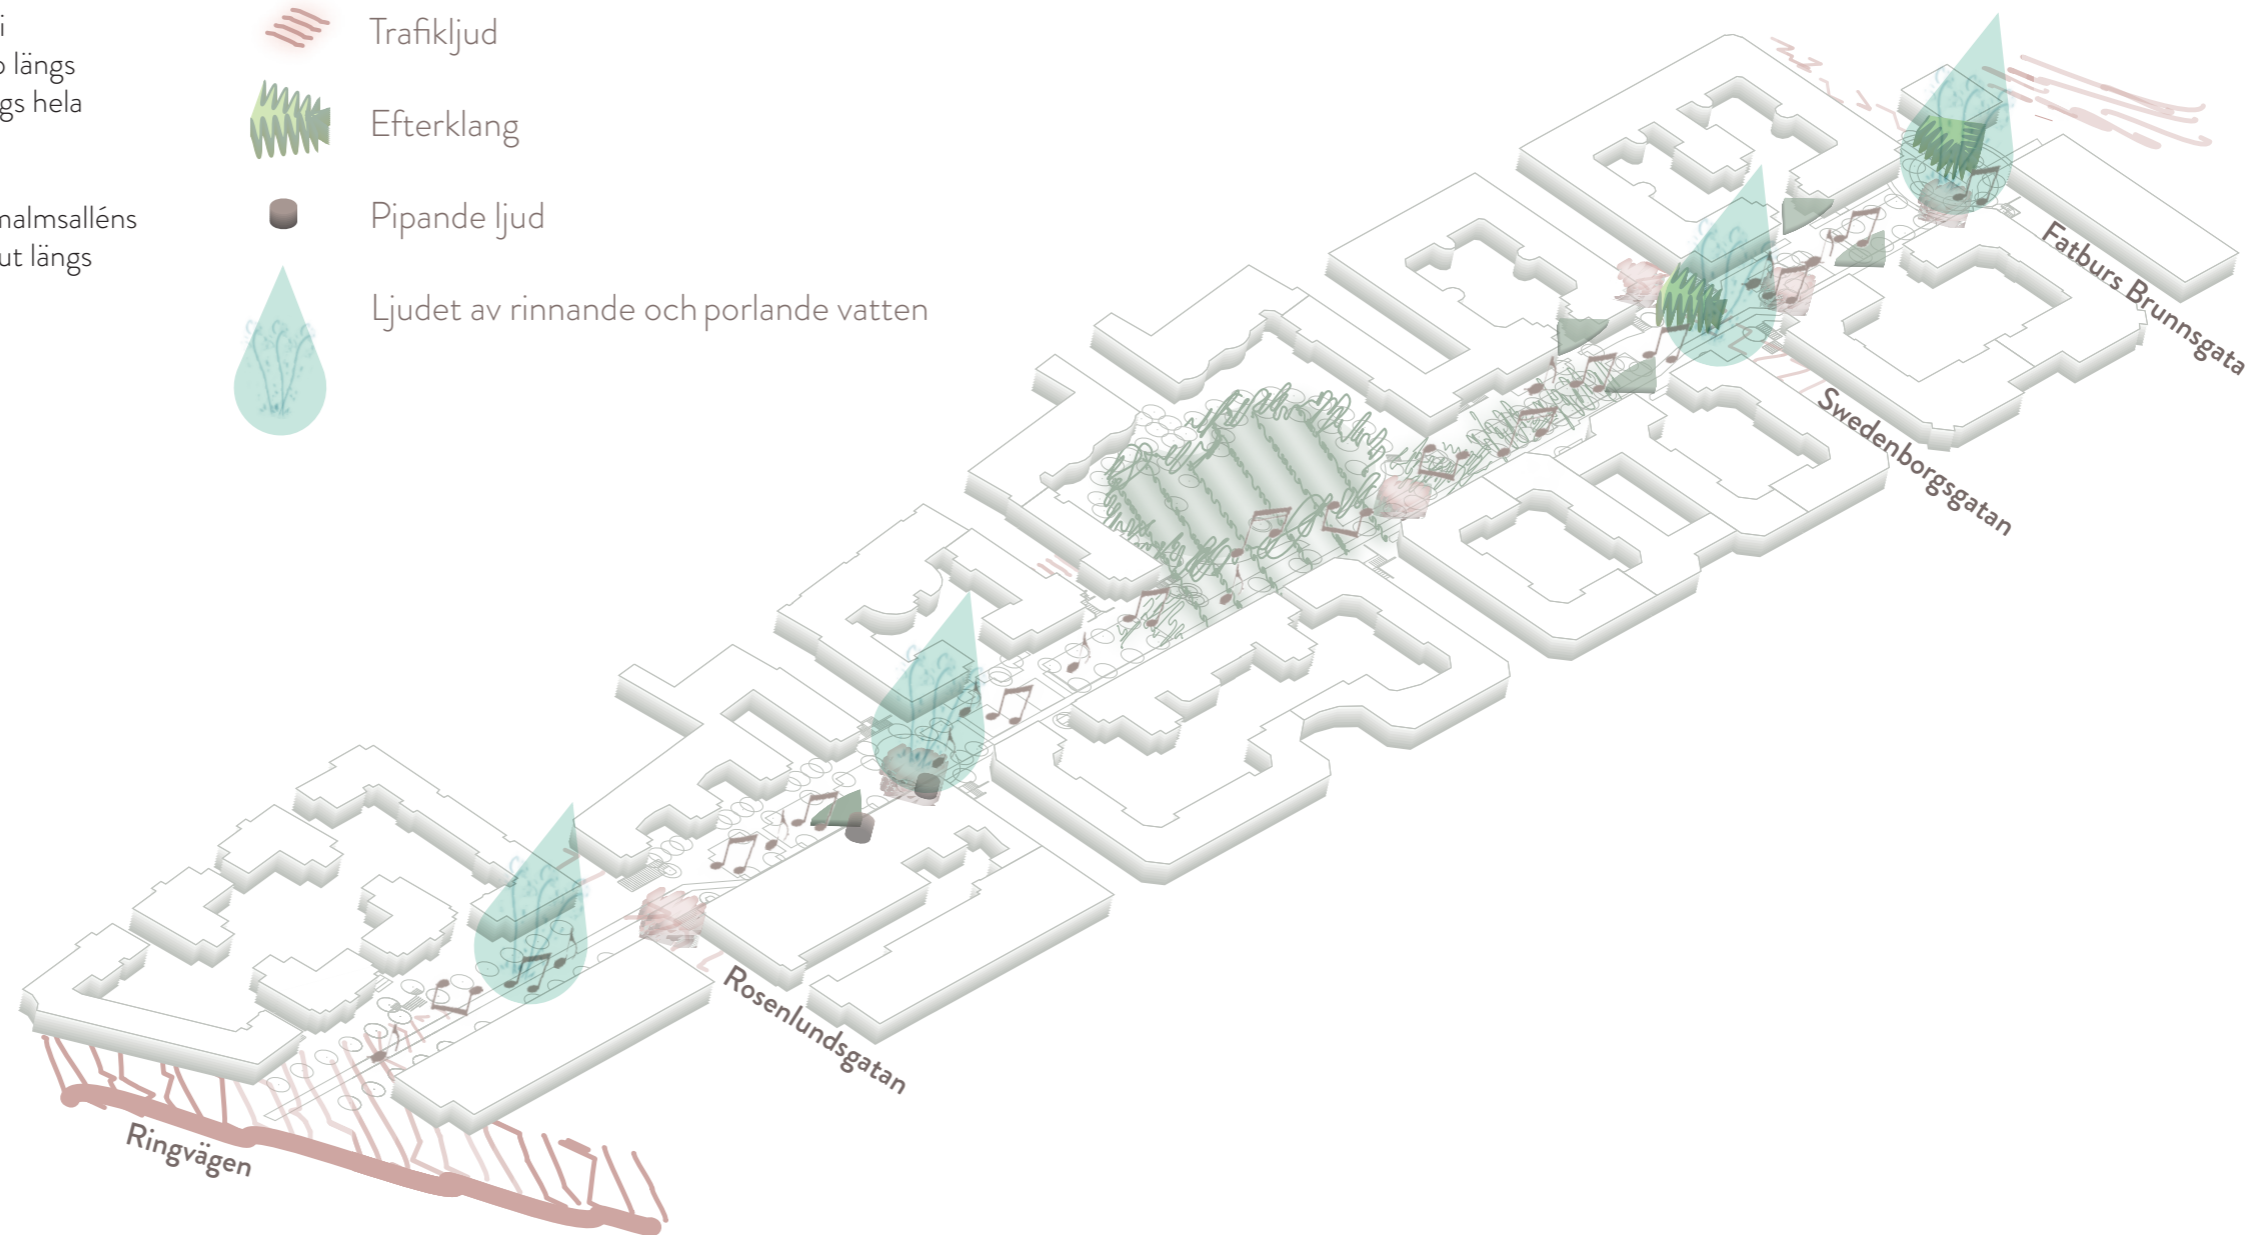 i
längs
gs hela
malmsalléns
ut längs
Trafikljud
Efterklang
Pipande ljud
Ljudet av rinnande och porlande vatten
Fatburs Brunnsgata
Swedenborgsgatan
Rosenlundsgatan
Ringvägen